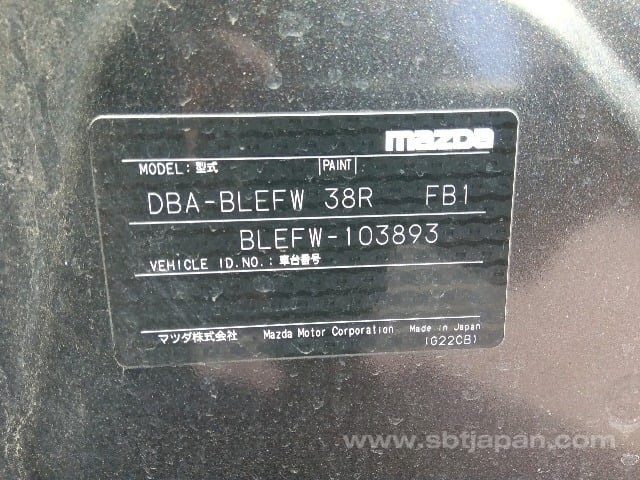 mazda
MODEL: 型式 PAINT
DBA-BLEFW 38R FB1
BLEFW-103893
VEHICLE ID.NO.: 車台番号
マツダ株式会社 Mazda Motor Corporation Made in Japan
(G22CB)
www.sbtjapan.com